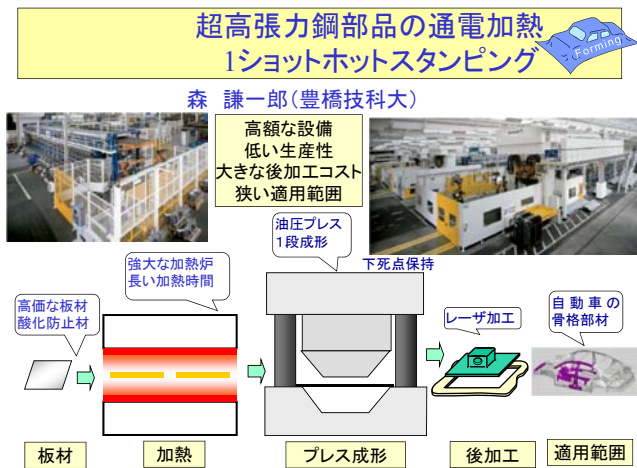 超高張力鋼部品の通電加熱
1ショットホットスタンピング
Forming
森 謙一郎(豊橋技科大)
高額な設備
低い生産性
大きな後加工コスト
狭い適用範囲
油圧プレス
1段成形
下死点保持
強大な加熱炉
長い加熱時間
高価な板材
酸化防止材
レーザ加工
自動車の
骨格部材
板材
加熱
プレス成形
後加工
適用範囲